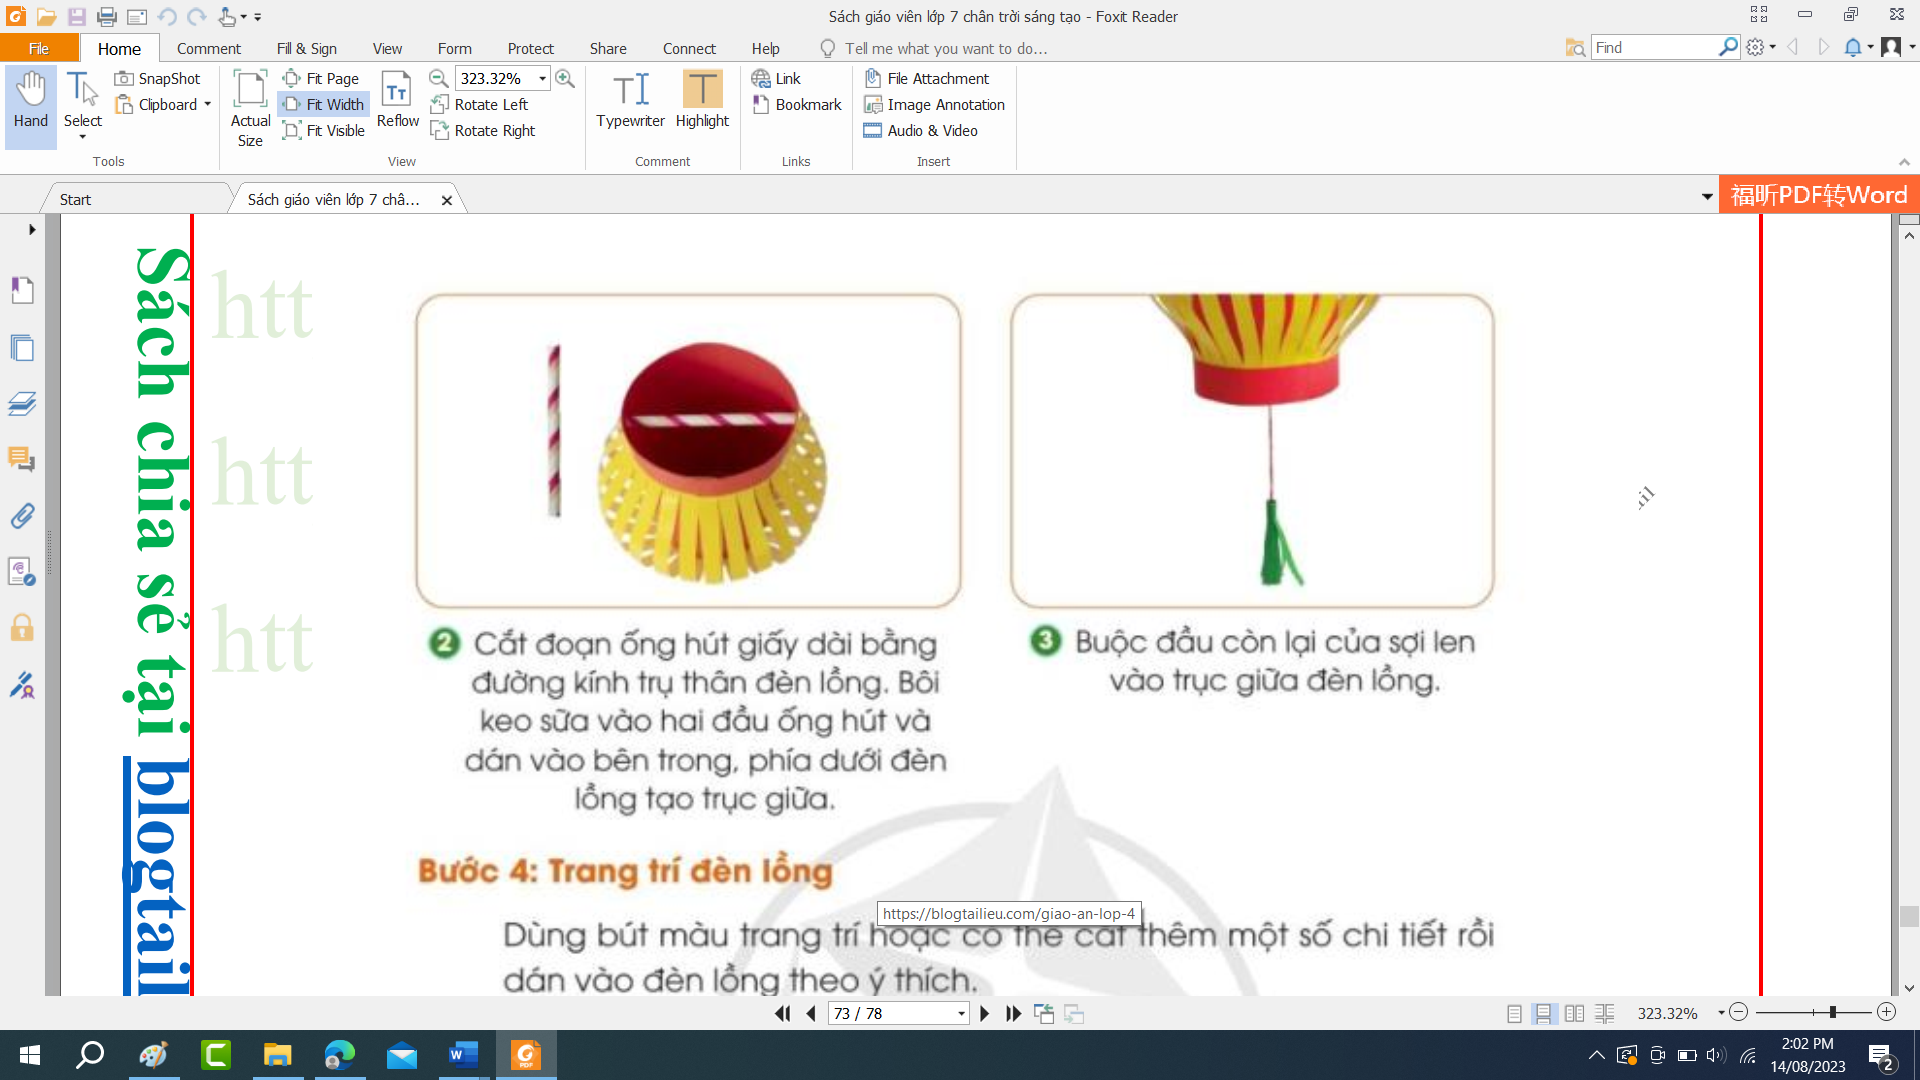 Sách giáo viên lớp 7 chân trời sáng tạo - Foxit Reader
File Home Comment Fill & Sign View Form Protect Share Connect Help Tell me what you want to do... Find
Hand
Select
SnapShot
Clipboard
Tools
Actual Size
Fit Page
Fit Width
Fit Visible
Reflow
323.32%
Rotate Left
Rotate Right
View
Typewriter
Highlight
Comment
Link
Bookmark
Links
File Attachment
Image Annotation
Audio & Video
Insert
Start
Sách giáo viên lớp 7 châ...
福昕PDF转Word
Sách chia sẻ tại blogtail
htt
htt
htt
2 Cắt đoạn ống hút giấy dài bằng
đường kính trụ thân đèn lồng. Bôi
keo sữa vào hai đầu ống hút và
dán vào bên trong, phía dưới đèn
lồng tạo trục giữa.
3 Buộc đầu còn lại của sợi len
vào trục giữa đèn lồng.
Bước 4: Trang trí đèn lồng
https://blogtailieu.com/giao-an-lop-4
Dùng bút màu trang trí hoặc có thể cắt thêm một số chi tiết rồi
dán vào đèn lồng theo ý thích.
73 / 78
323.32%
2:02 PM
14/08/2023
2